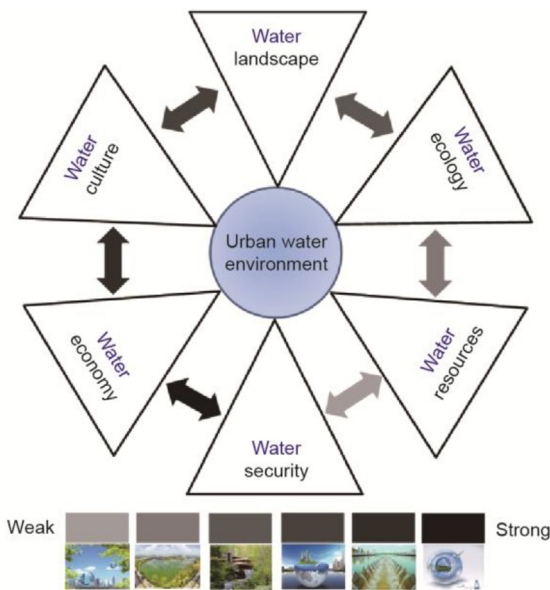 Water
landscape
Water
culture
Water
ecology
Urban water
environment
Water
economy
Water
resources
Water
security
Weak
Strong